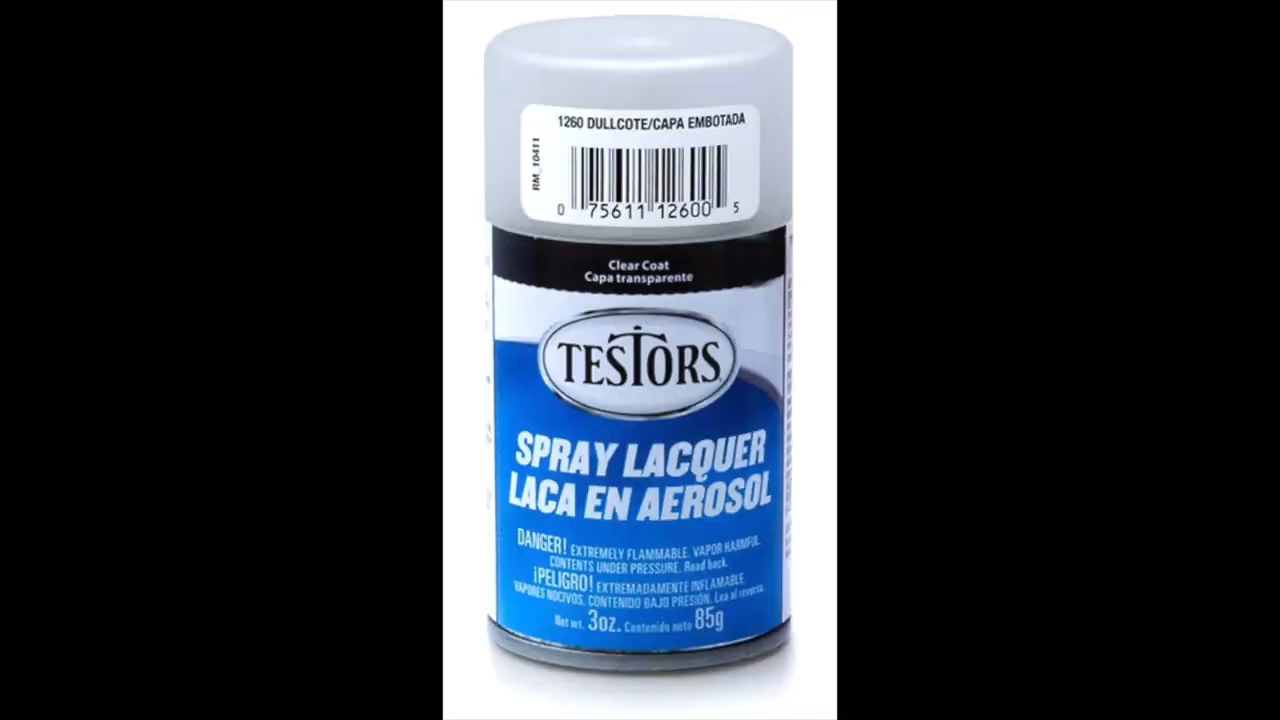 1260 DULLCOTE/CAPA EMBOTADA
RM_10411
0 75611 12600 5
Clear Coat
Capa transparente
TESTORS
SPRAY LACQUER
LACA EN AEROSOL
DANGER! EXTREMELY FLAMMABLE. VAPOR HARMFUL.
CONTENTS UNDER PRESSURE. Read back.
¡PELIGRO! EXTREMADAMENTE INFLAMABLE.
VAPORES NOCIVOS. CONTENIDO BAJO PRESIÓN. Lea al reverso.
Net wt. 3oz. Contenido neto 85g